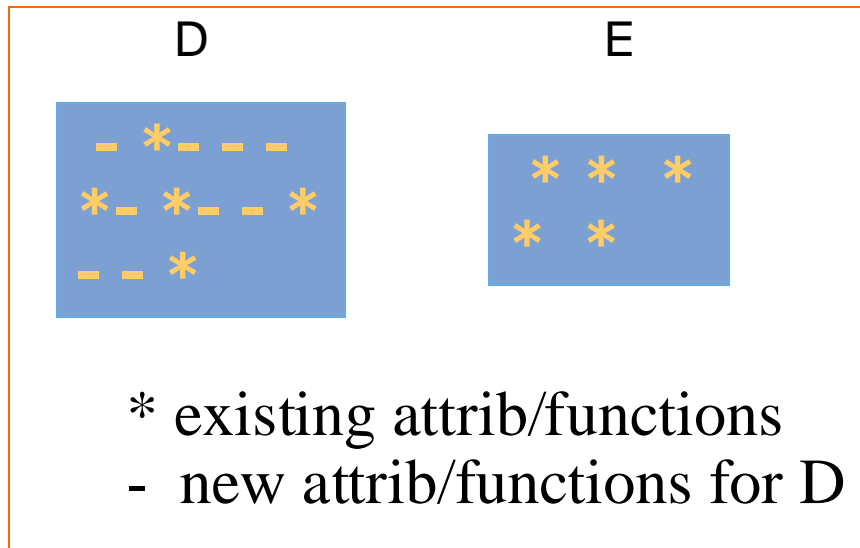 D E
- *- - -
*- *- - *
- - *
* * *
* *
* existing attrib/functions
- new attrib/functions for D